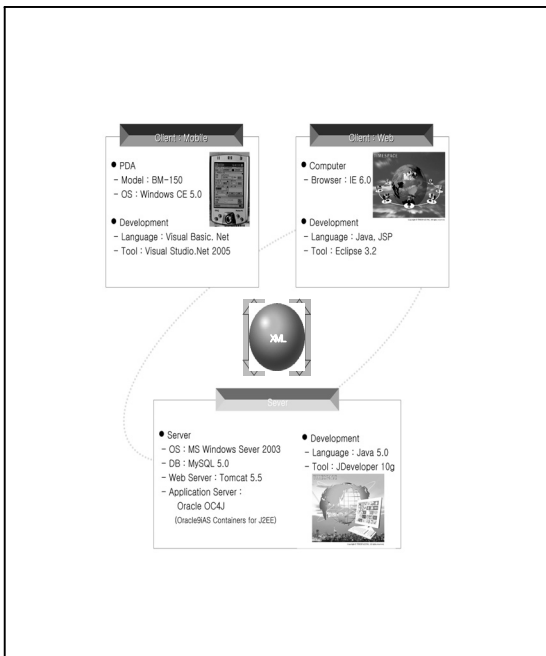 Client : Mobile
● PDA
- Model : BM-150
- OS : Windows CE 5.0
● Development
- Language : Visual Basic. Net
- Tool : Visual Studio.Net 2005
Client : Web
● Computer
- Browser : IE 6.0
● Development
- Language : Java, JSP
- Tool : Eclipse 3.2
XML
Sever
● Server
- OS : MS Windows Sever 2003
- DB : MySQL 5.0
- Web Server : Tomcat 5.5
- Application Server :
Oracle OC4J
(Oracle9iAS Containers for J2EE)
● Development
- Language : Java 5.0
- Tool : JDeveloper 10g